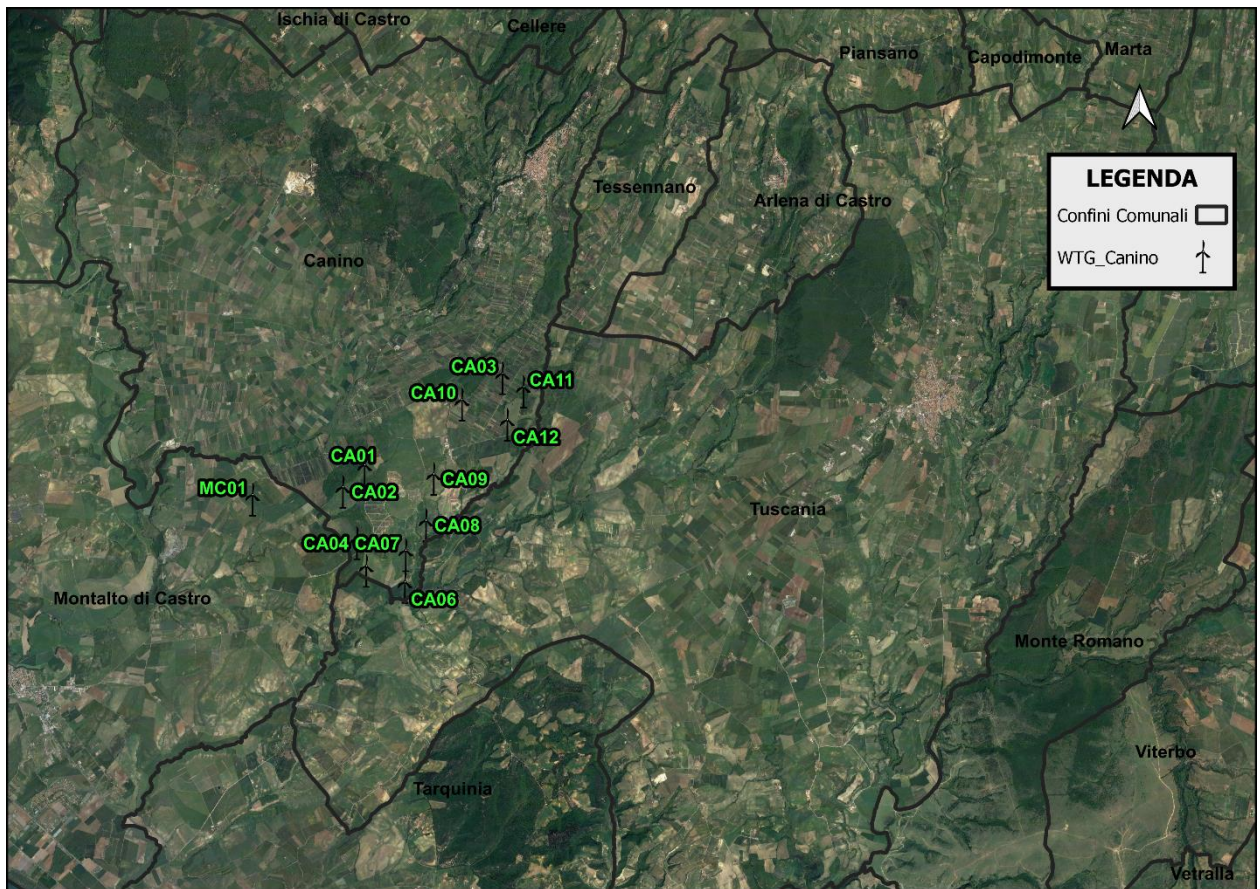 Ischia di Castro
Cellere
Piansano
Capodimonte
Marta
LEGENDA
Confini Comunali
WTG_Canino
Tessennano
Arlena di Castro
Canino
CA03
CA11
CA10
CA12
CA01
CA09
MC01
CA02
CA08
Tuscania
CA04
CA07
CA06
Montalto di Castro
Monte Romano
Viterbo
Tarquinia
Vetralla